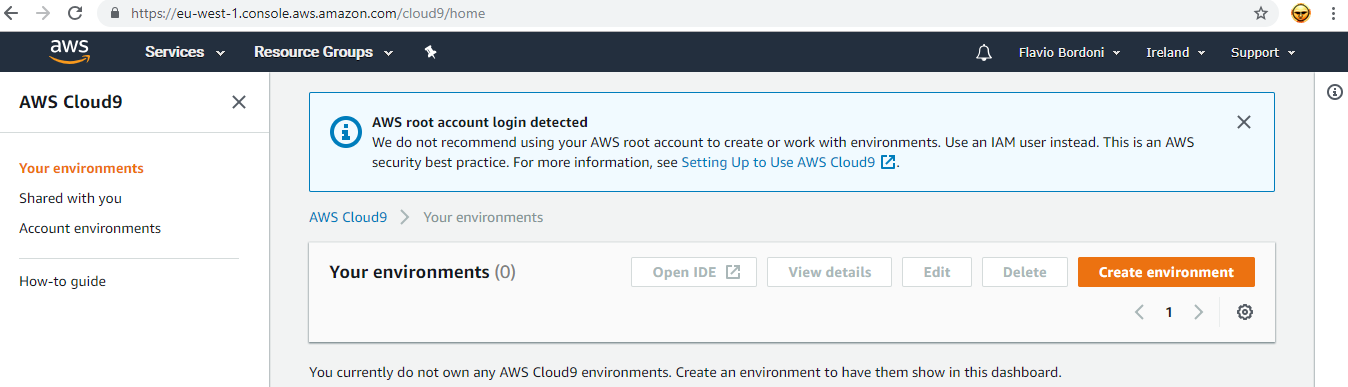 https://eu-west-1.console.aws.amazon.com/cloud9/home
aws Services Resource Groups Flavio Bordoni Ireland Support
AWS Cloud9
Your environments
Shared with you
Account environments
How-to guide
AWS root account login detected
We do not recommend using your AWS root account to create or work with environments. Use an IAM user instead. This is an AWS
security best practice. For more information, see Setting Up to Use AWS Cloud9.
AWS Cloud9 Your environments
Your environments (0) Open IDE View details Edit Delete Create environment
1
You currently do not own any AWS Cloud9 environments. Create an environment to have them show in this dashboard.